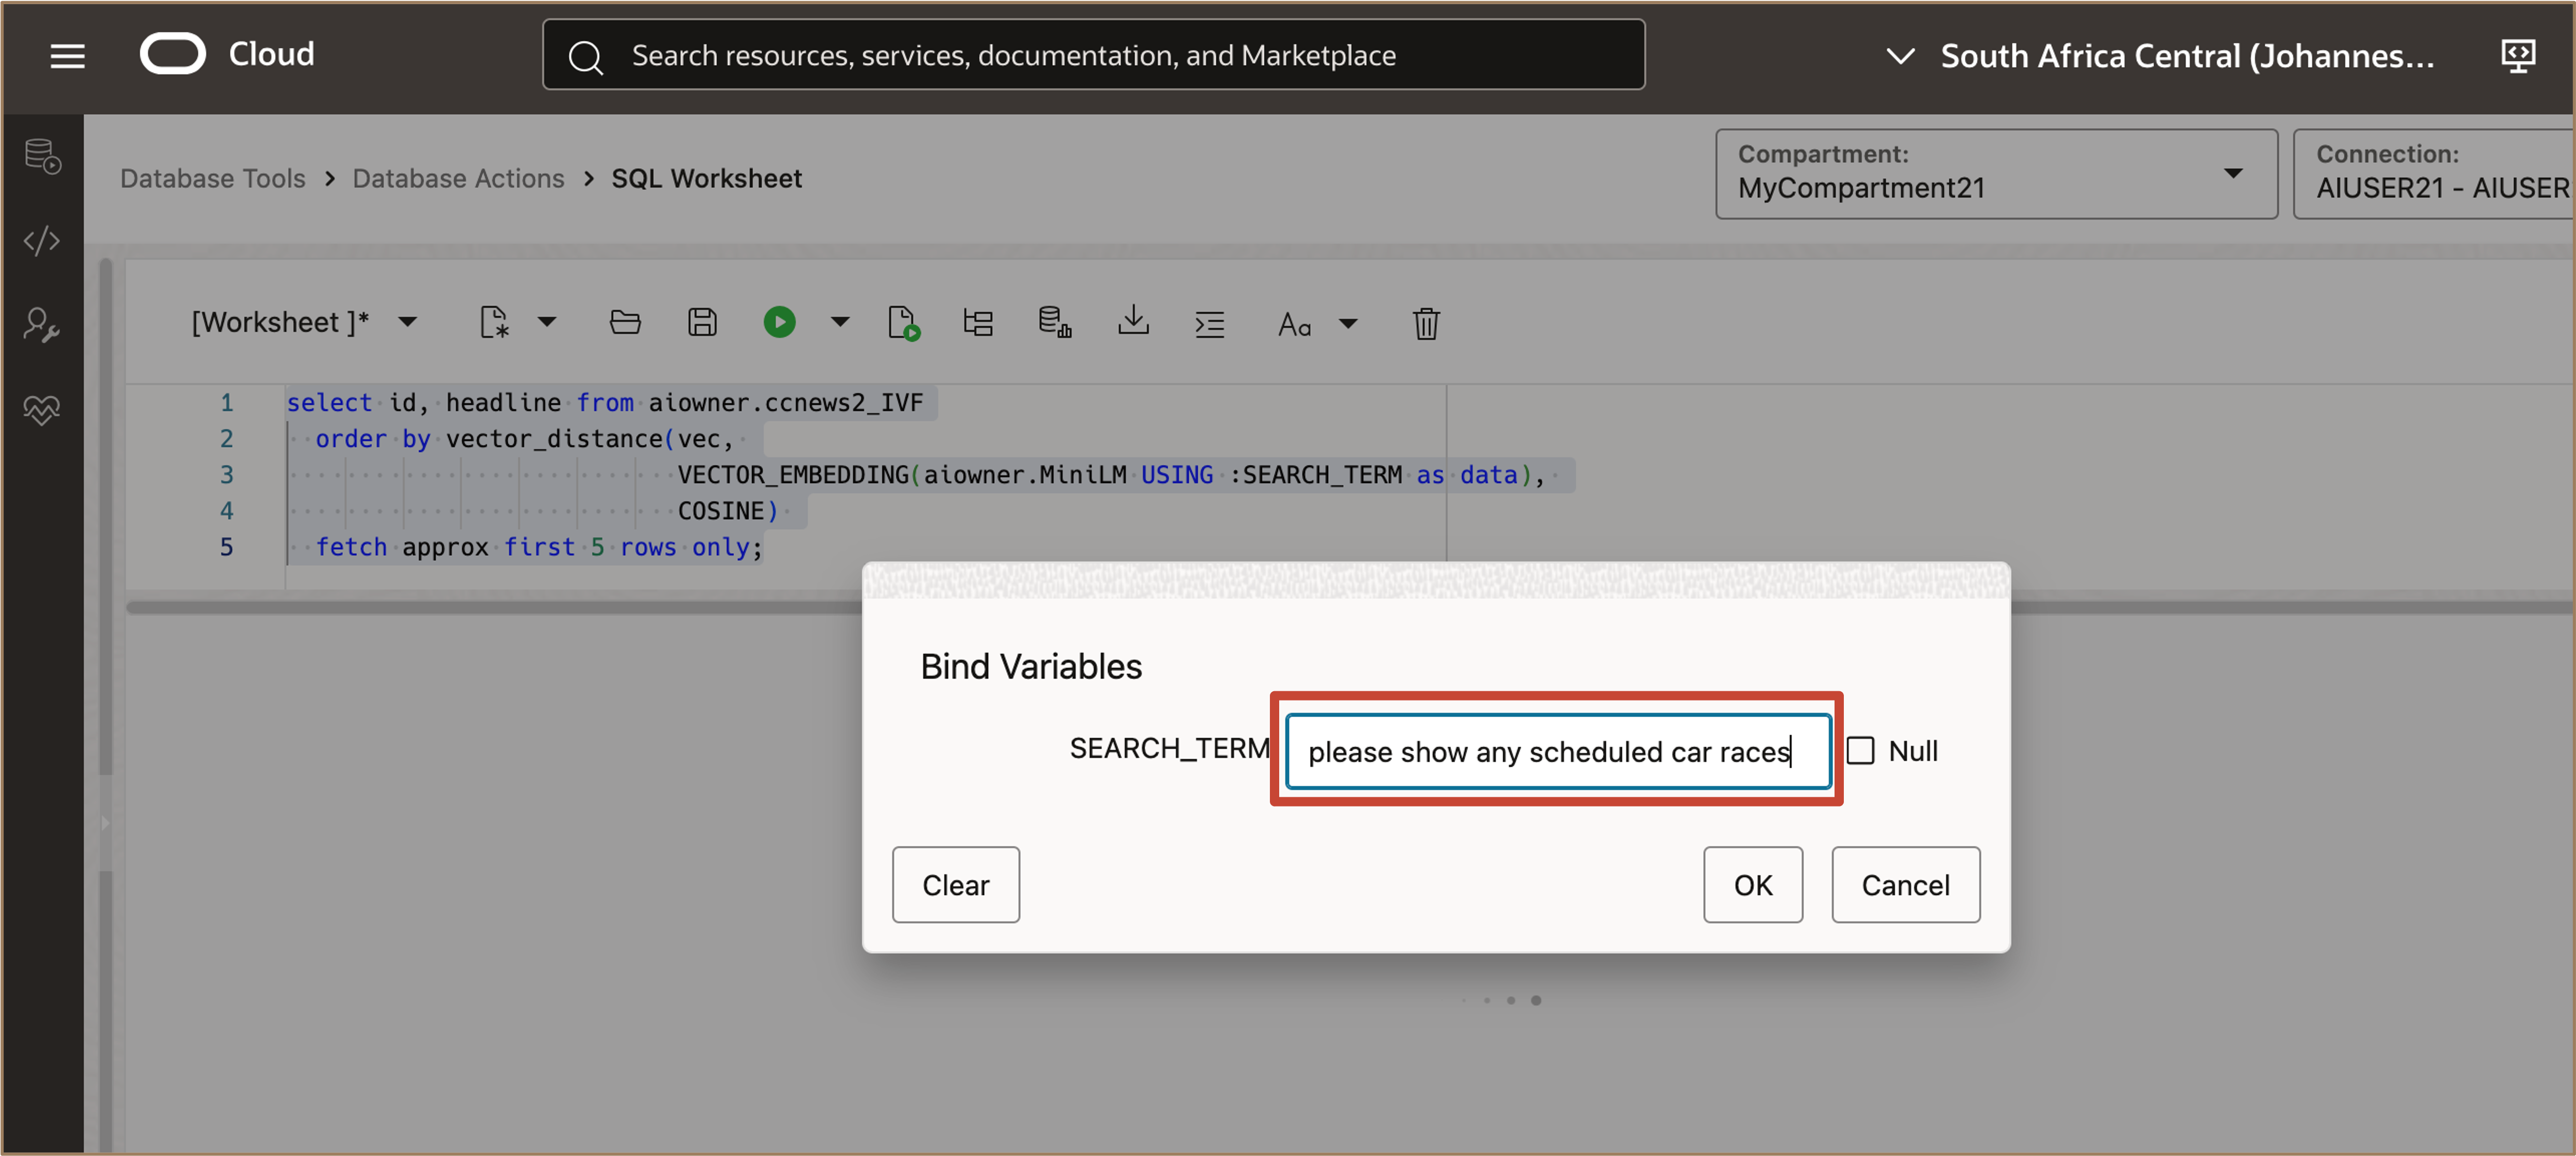 Cloud
Search resources, services, documentation, and Marketplace
South Africa Central (Johannes...
Database Tools > Database Actions > SQL Worksheet
Compartment:
MyCompartment21
Connection:
AIUSER21 - AIUSER
[Worksheet ]*
Aa
1 select id, headline from aiowner.ccnews2_IVF
2 order by vector_distance(vec,
3 VECTOR_EMBEDDING(aiowner.MiniLM USING :SEARCH_TERM as data),
4 COSINE)
5 fetch approx first 5 rows only;
Bind Variables
SEARCH_TERM please show any scheduled car races Null
Clear OK Cancel